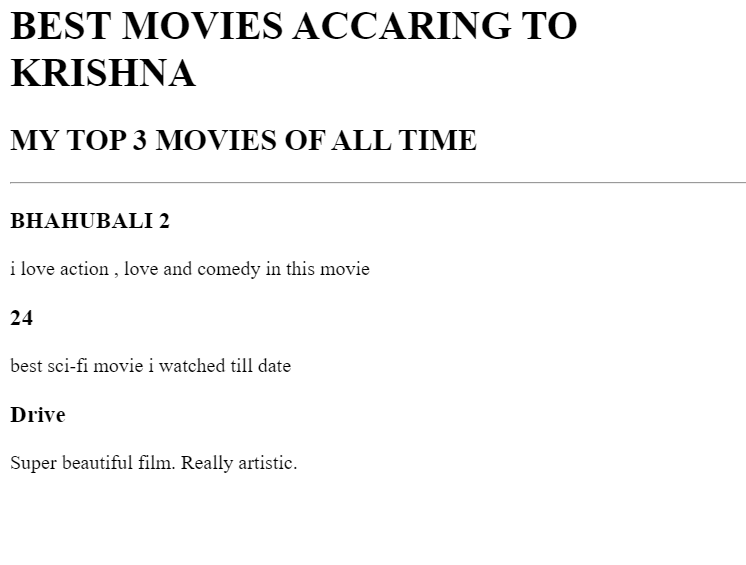 BEST MOVIES ACCARING TO
KRISHNA
MY TOP 3 MOVIES OF ALL TIME
BHAHUBALI 2
i love action , love and comedy in this movie
24
best sci-fi movie i watched till date
Drive
Super beautiful film. Really artistic.